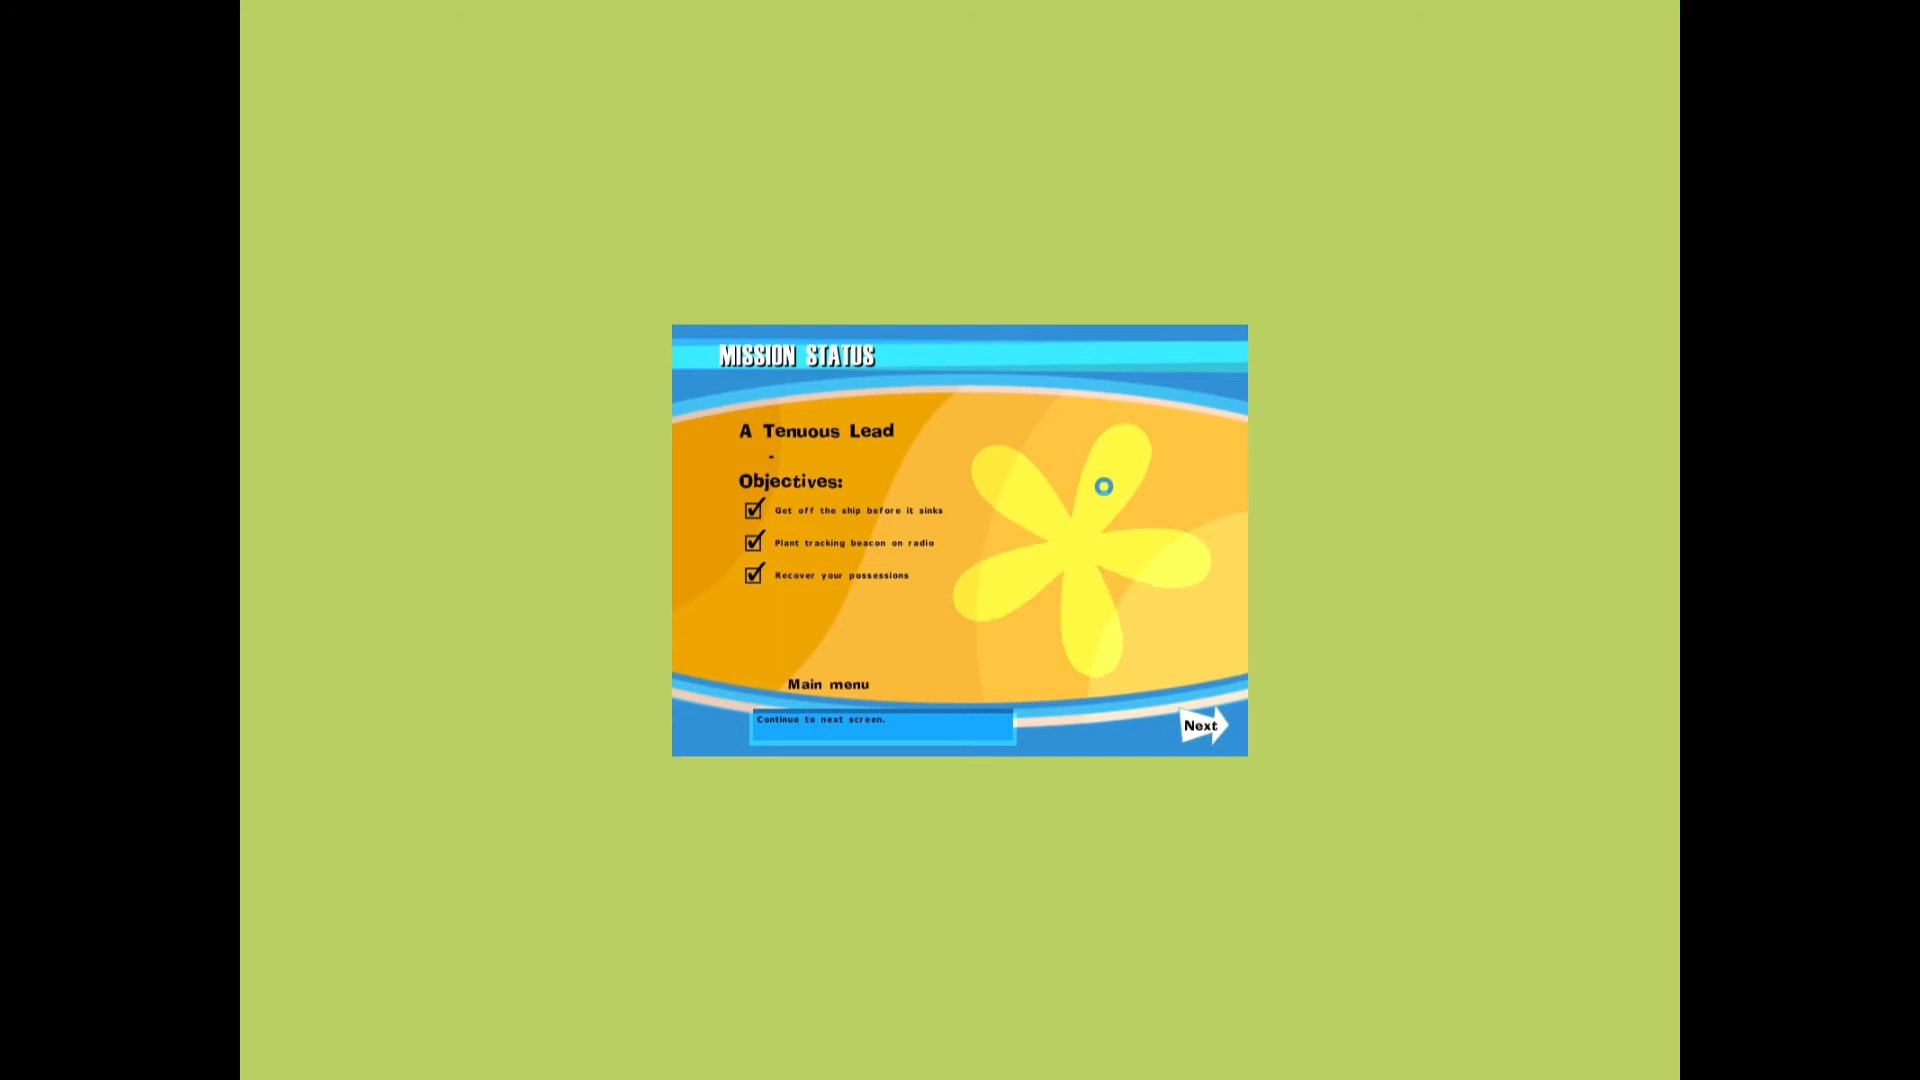 MISSION STATUS
A Tenuous Lead
-
Objectives:
Get off the ship before it sinks
Plant tracking beacon on radio
Recover your possessions
Main menu
Continue to next screen.
Next